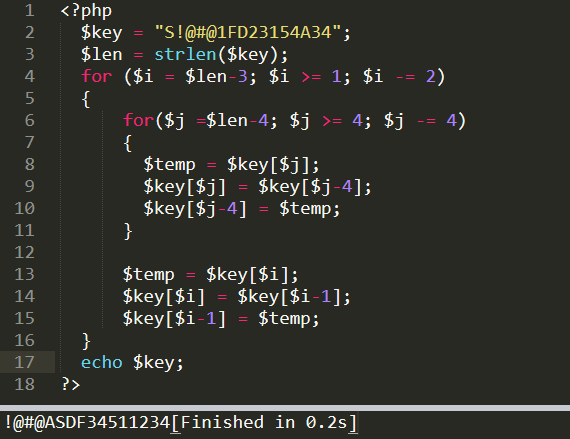 1 <?php
2 $key = "S!@#@1FD23154A34";
3 $len = strlen($key);
4 for ($i = $len-3; $i >= 1; $i -= 2)
5 {
6 for($j =$len-4; $j >= 4; $j -= 4)
7 {
8 $temp = $key[$j];
9 $key[$j] = $key[$j-4];
10 $key[$j-4] = $temp;
11 }
12
13 $temp = $key[$i];
14 $key[$i] = $key[$i-1];
15 $key[$i-1] = $temp;
16 }
17 echo $key;
18 ?>
!@#@ASDF34511234[Finished in 0.2s]